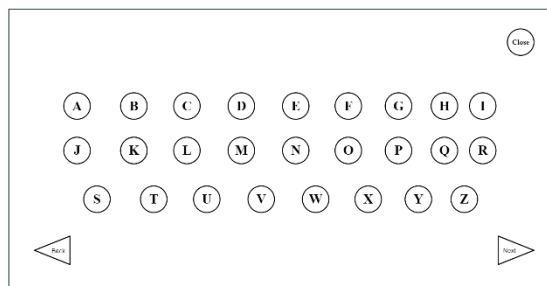 Close
A B C D E F G H I
J K L M N O P Q R
S T U V W X Y Z
Back Next